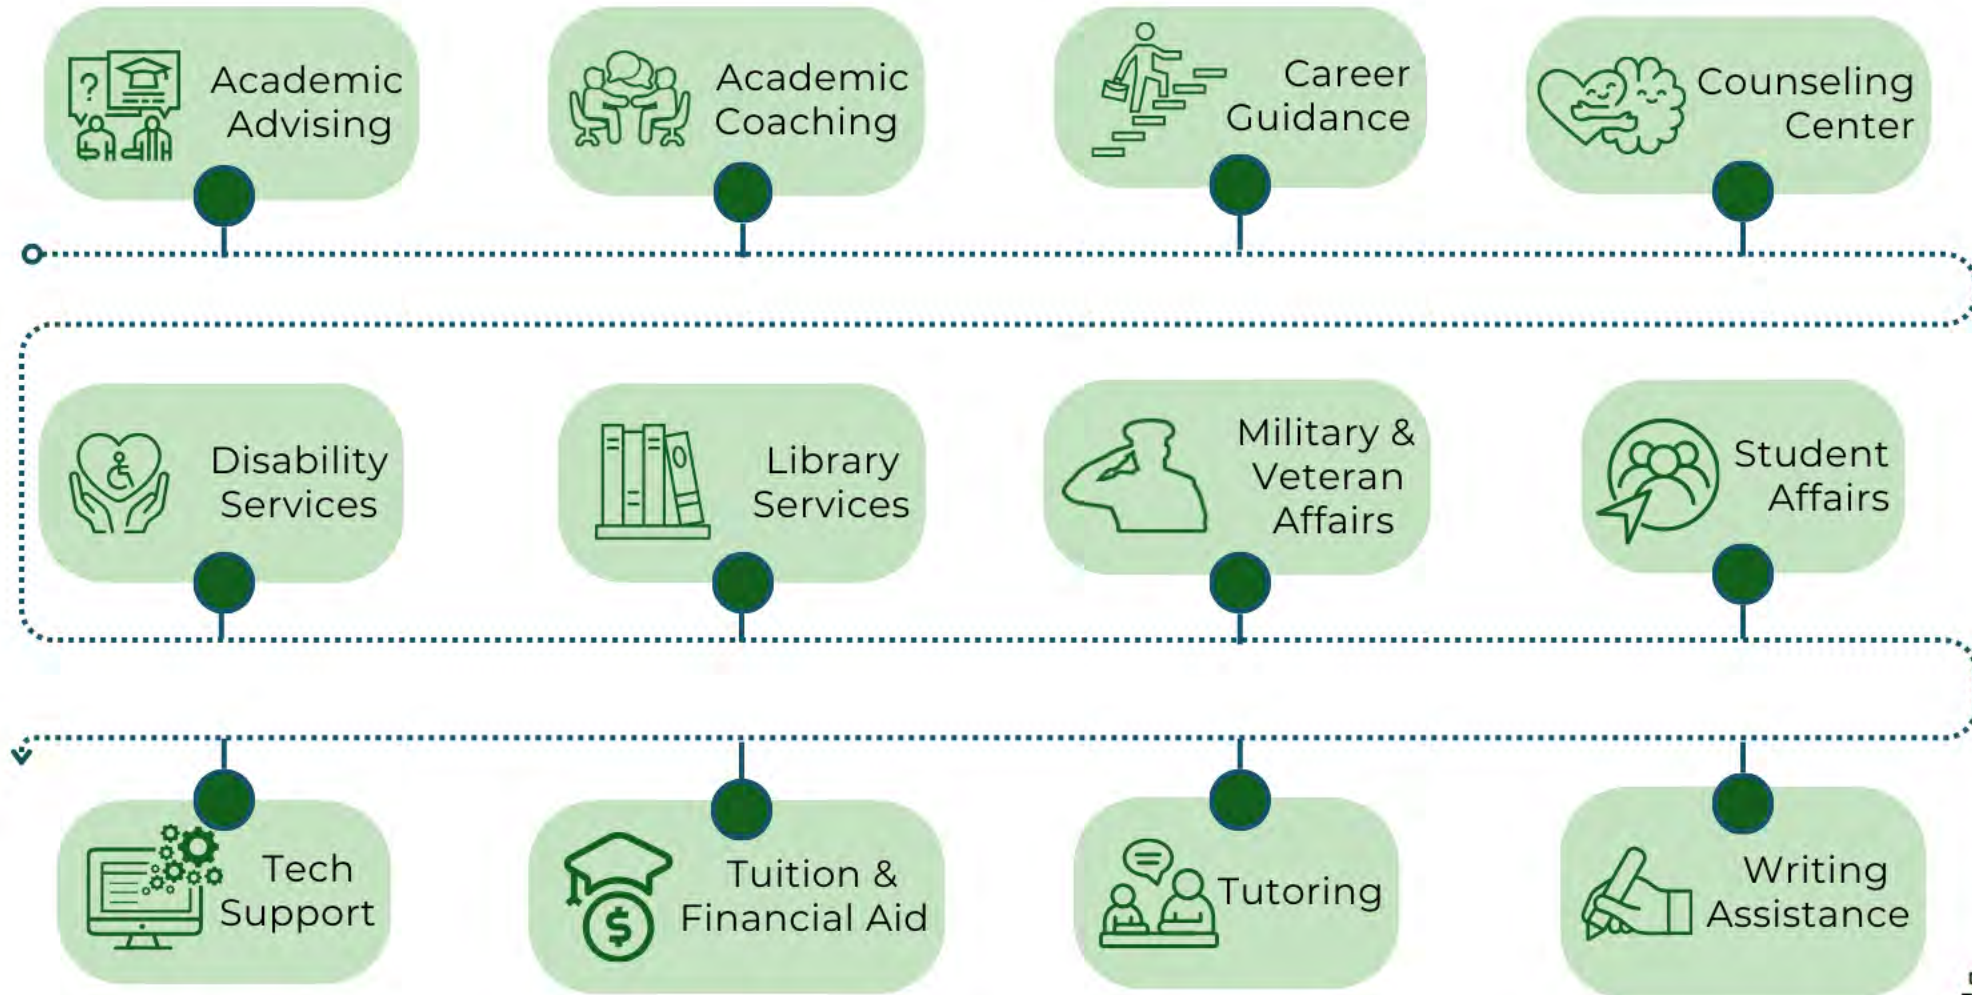 Academic
Advising
Academic
Coaching
Career
Guidance
Counseling
Center
Disability
Services
Library
Services
Military &
Veteran
Affairs
Student
Affairs
Tech
Support
Tuition &
Financial Aid
Tutoring
Writing
Assistance
?
$